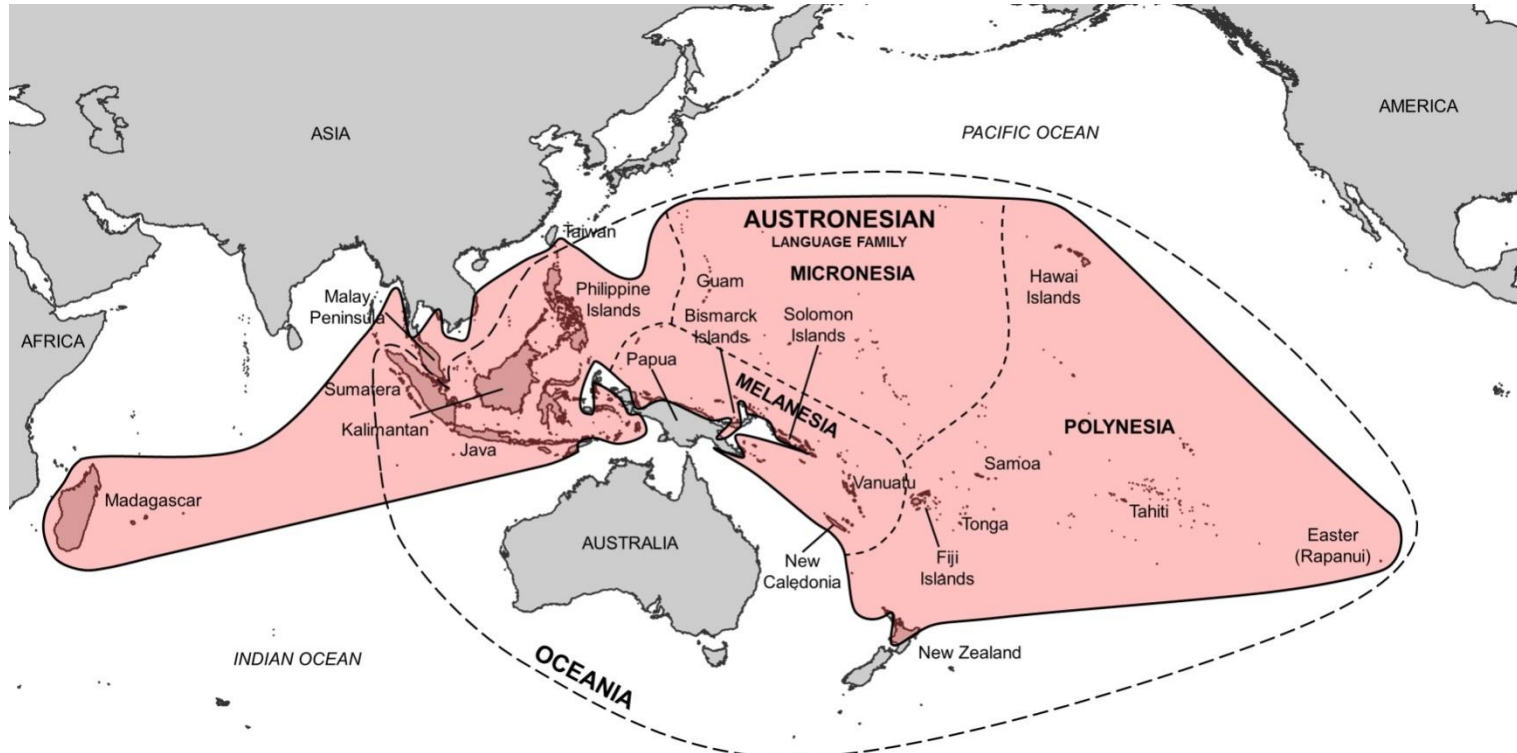 AMERICA
PACIFIC OCEAN
ASIA
AUSTRONESIAN
LANGUAGE FAMILY
Taiwan
MICRONESIA
Hawai
Islands
Guam
Philippine
Islands
Malay
Peninsula
Bismarck
Islands
Solomon
Islands
AFRICA
Papua
MELANESIA
Sumatera
Kalimantan
Java
POLYNESIA
Samoa
Vanuatu
Madagascar
Tahiti
Tonga
AUSTRALIA
Easter
(Rapanui)
New
Caledonia
Fiji
Islands
New Zealand
INDIAN OCEAN
OCEANIA